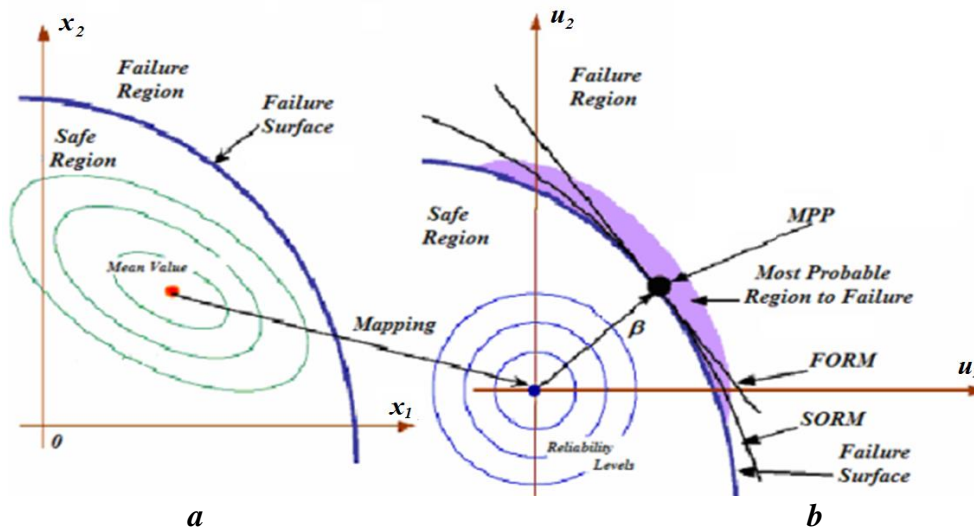 x2
Failure
Region
Failure
Surface
Safe
Region
Mean Value
Mapping
x1
0
a
u2
Failure
Region
Safe
Region
MPP
Most Probable
Region to Failure
β
FORM
u
SORM
Reliability
Levels
Failure
Surface
b